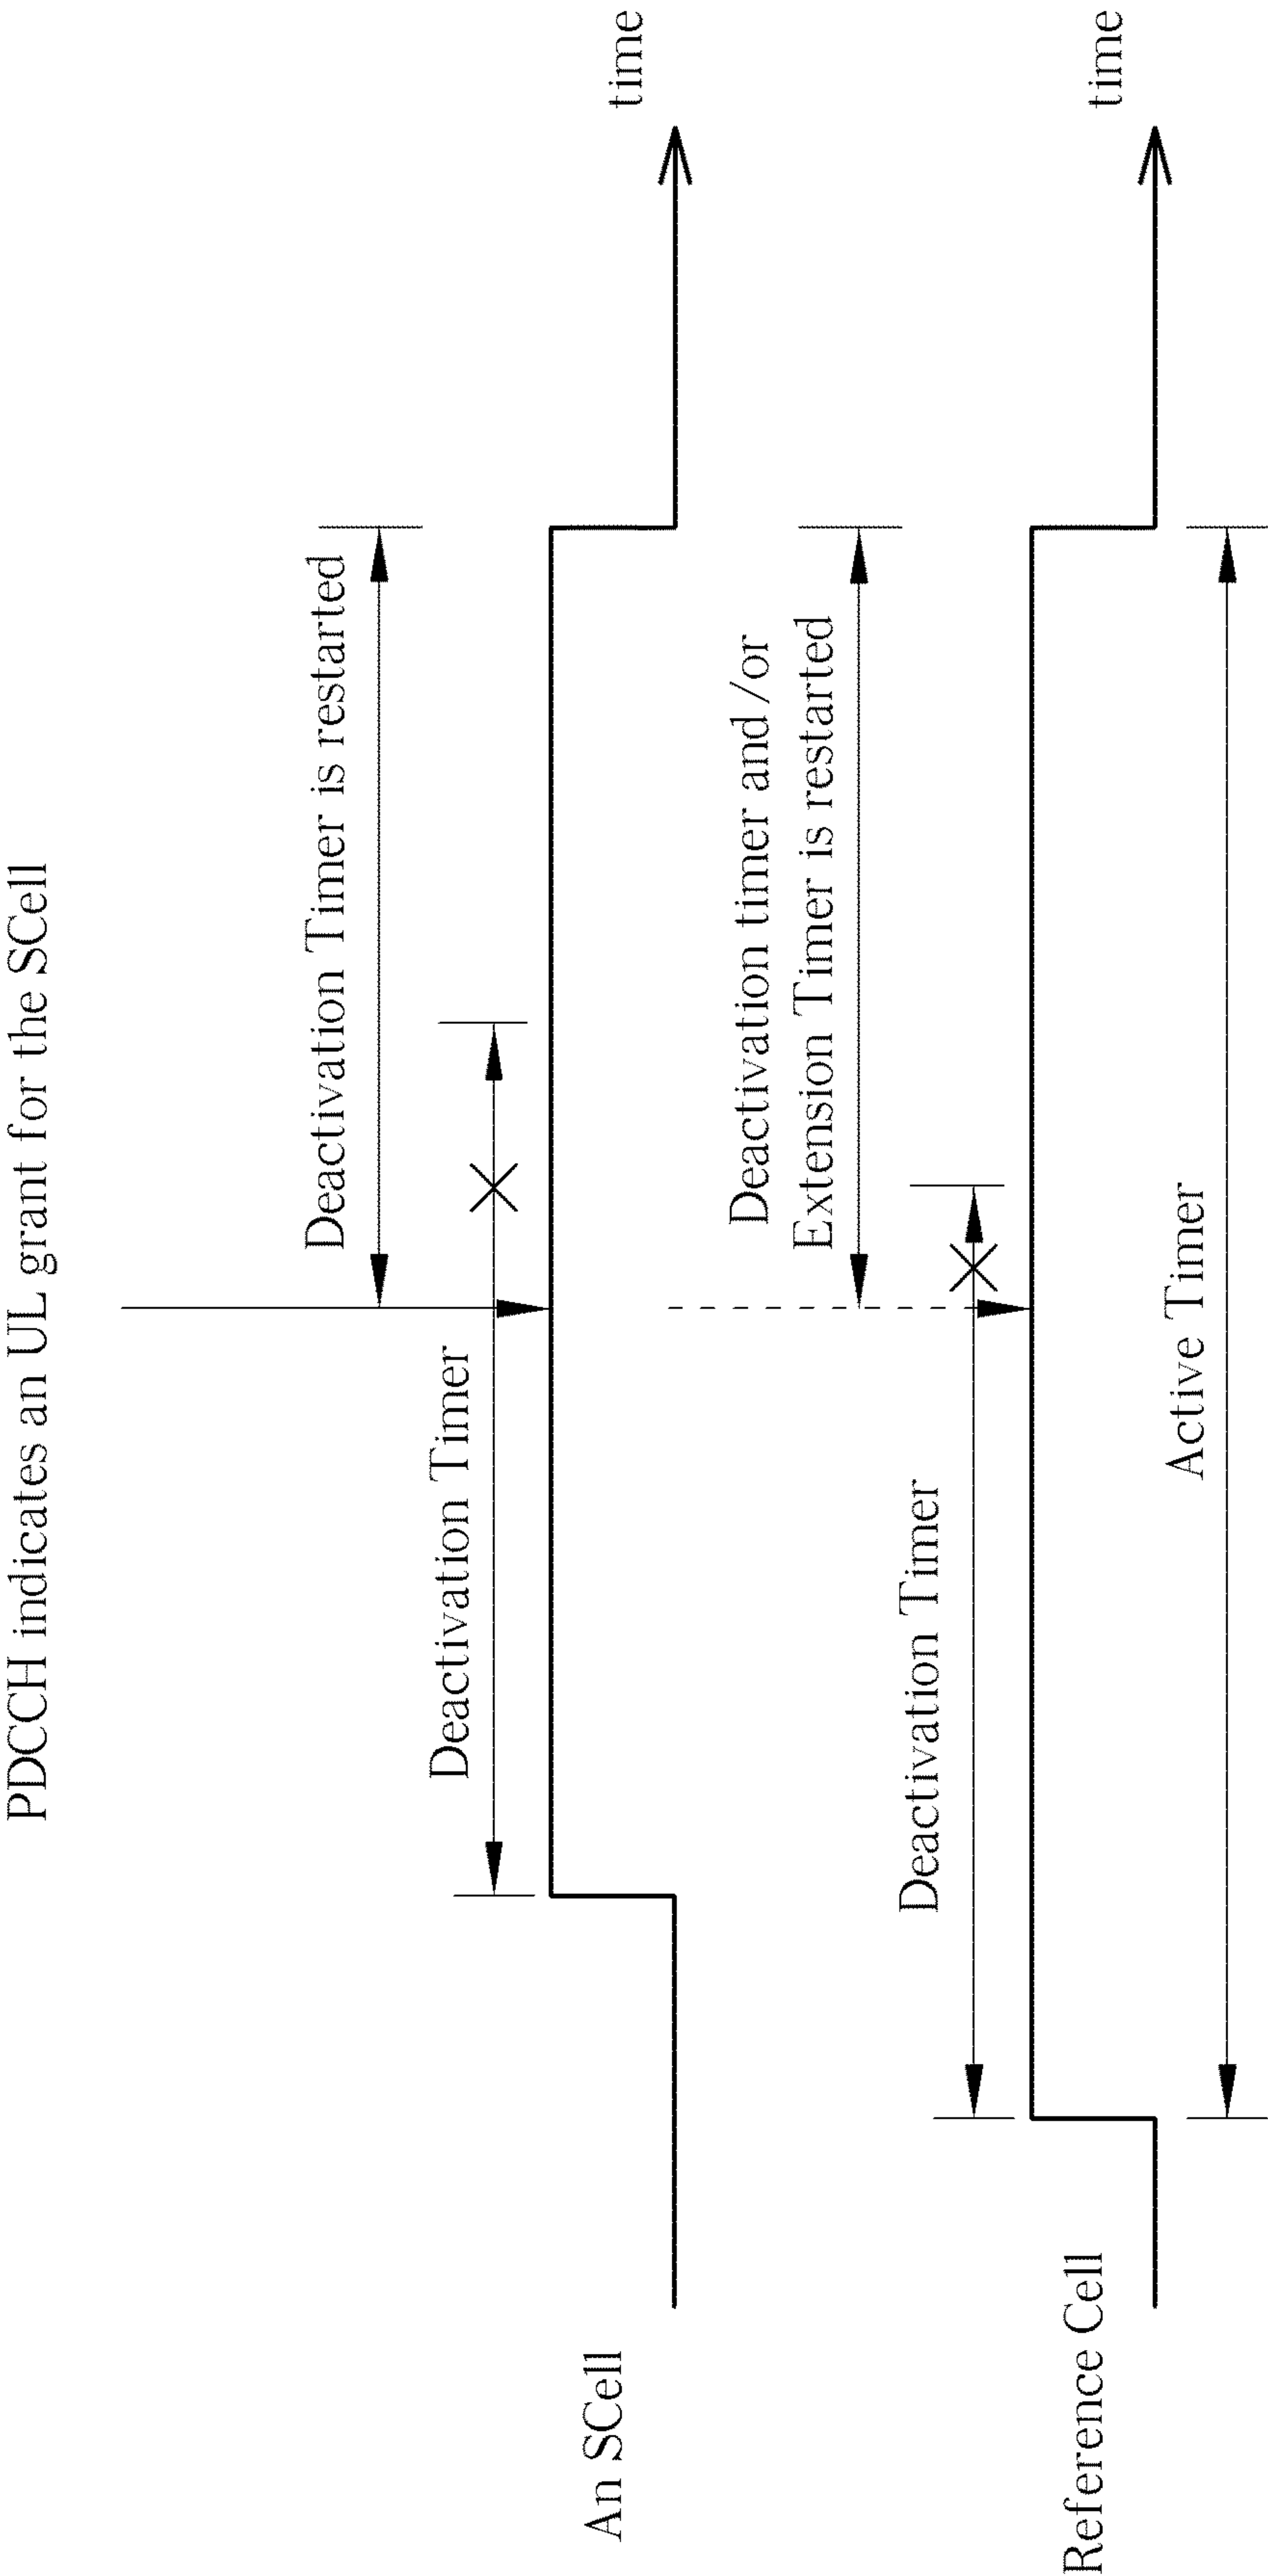 PDCCH indicates an UL grant for the SCell
Deactivation Timer is restarted
Deactivation Timer
An SCell
time
Deactivation timer and/or
Extension Timer is restarted
Deactivation Timer
Reference Cell
time
Active Timer